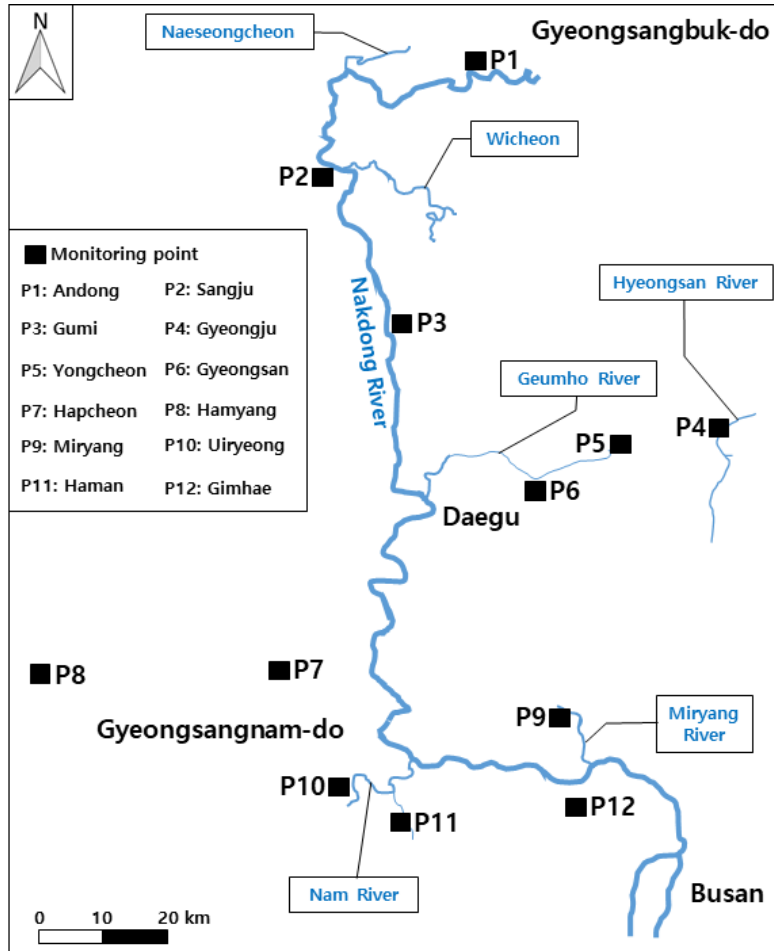 N
Naeseongcheon
Gyeongsangbuk-do
P1
Wicheon
P2
Monitoring point
P1: Andong P2: Sangju
P3: Gumi P4: Gyeongju
P5: Yongcheon P6: Gyeongsan
P7: Hapcheon P8: Hamyang
P9: Miryang P10: Uiryeong
P11: Haman P12: Gimhae
Nakdong River
Hyeongsan River
P3
Geumho River
P4
P5
P6
Daegu
P8
P7
Gyeongsangnam-do
P9
Miryang
River
P10
P11
P12
Nam River
Busan
0 10 20 km